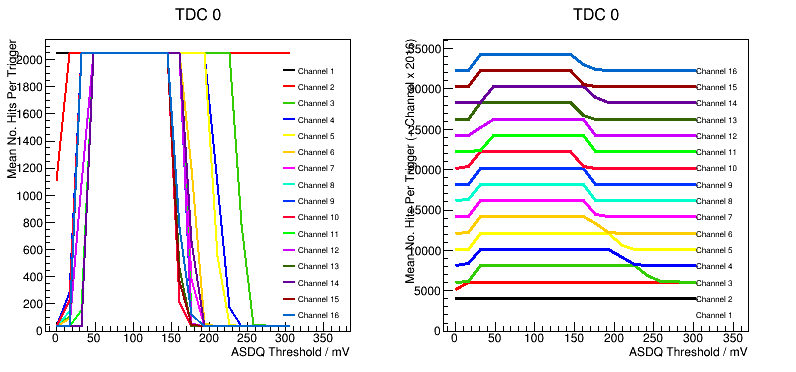 TDC 0
Mean No. Hits Per Trigger
2000
1800
1600
1400
1200
1000
800
600
400
200
0
Channel 1
Channel 2
Channel 3
Channel 4
Channel 5
Channel 6
Channel 7
Channel 8
Channel 9
Channel 10
Channel 11
Channel 12
Channel 13
Channel 14
Channel 15
Channel 16
0 50 100 150 200 250 300 350
ASDQ Threshold / mV
TDC 0
Mean No. Hits Per Trigger (+ Channel x 2016)
35000
30000
25000
20000
15000
10000
5000
0
Channel 16
Channel 15
Channel 14
Channel 13
Channel 12
Channel 11
Channel 10
Channel 9
Channel 8
Channel 7
Channel 6
Channel 5
Channel 4
Channel 3
Channel 2
Channel 1
0 50 100 150 200 250 300 350
ASDQ Threshold / mV